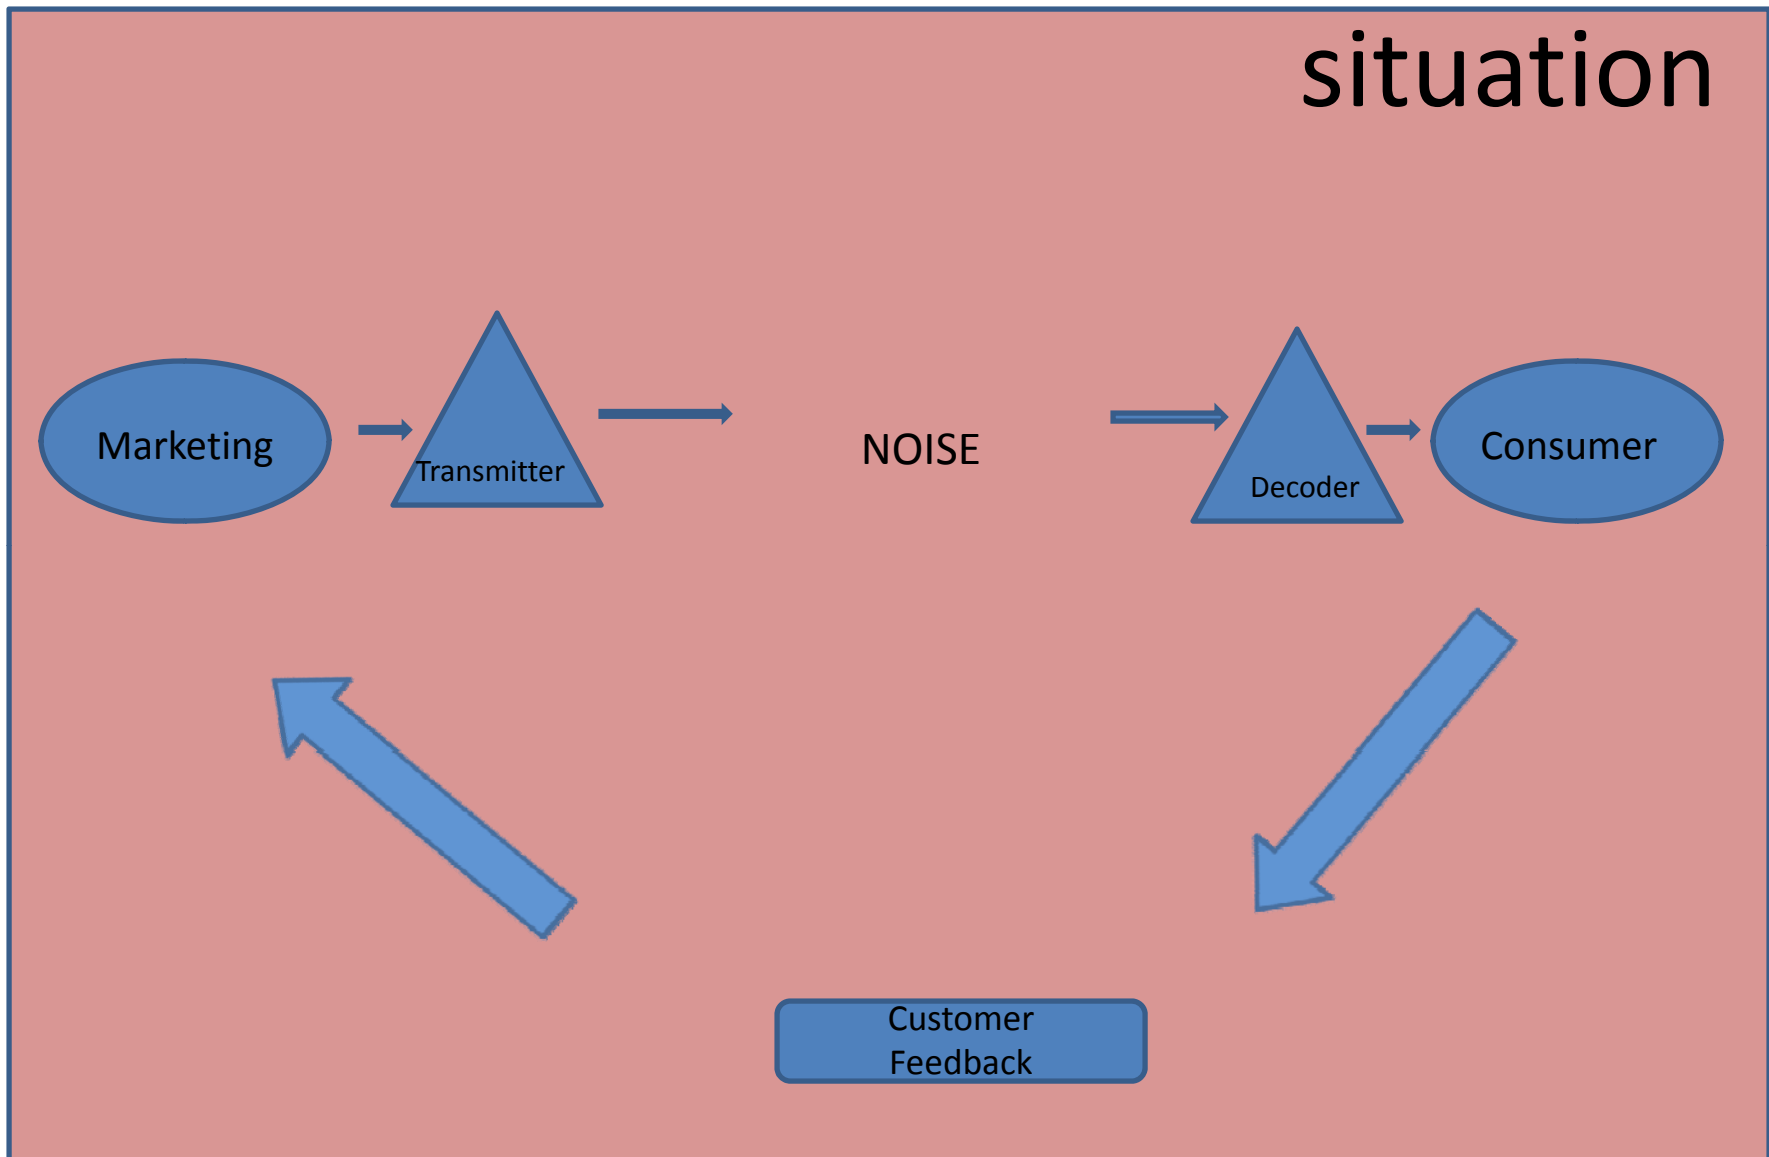 situation
Marketing
Transmitter
NOISE
Decoder
Consumer
Customer
Feedback